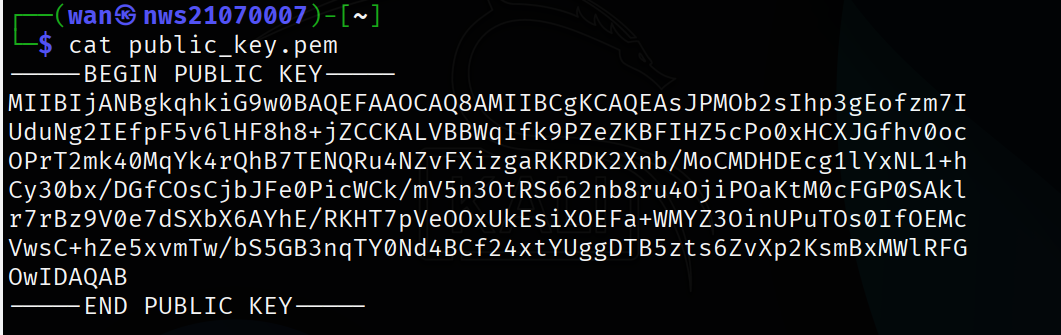 ┌──(wan㉿nws21070007)-[~]
└─$ cat public_key.pem
-----BEGIN PUBLIC KEY-----
MIIBIjANBgkqhkiG9w0BAQEFAAOCAQ8AMIIBCgKCAQEAsJPMOb2sIhp3gEofzm7I
UduNg2IEfpF5v6lHF8h8+jZCCKALVBBWqIfk9PZeZKBFIHZ5cPo0xHCXJGfhv0oc
OPrT2mk40MqYk4rQhB7TENQRu4NZvFXizgaRKRDK2Xnb/MoCMDHDEcg1lYxNL1+h
Cy30bx/DGfCOsCjbJFe0PicWCk/mV5n3OtRS662nb8ru4OjiPOaKtM0cFGP0SAkl
r7rBz9V0e7dSXbX6AYhE/RKHT7pVeOOxUkEsiXOEFa+WMYZ3OinUPuTOs0IfOEMc
VwsC+hZe5xvmTw/bS5GB3nqTY0Nd4BCf24xtYUggDTB5zts6ZvXp2KsmBxMWlRFG
OwIDAQAB
-----END PUBLIC KEY-----